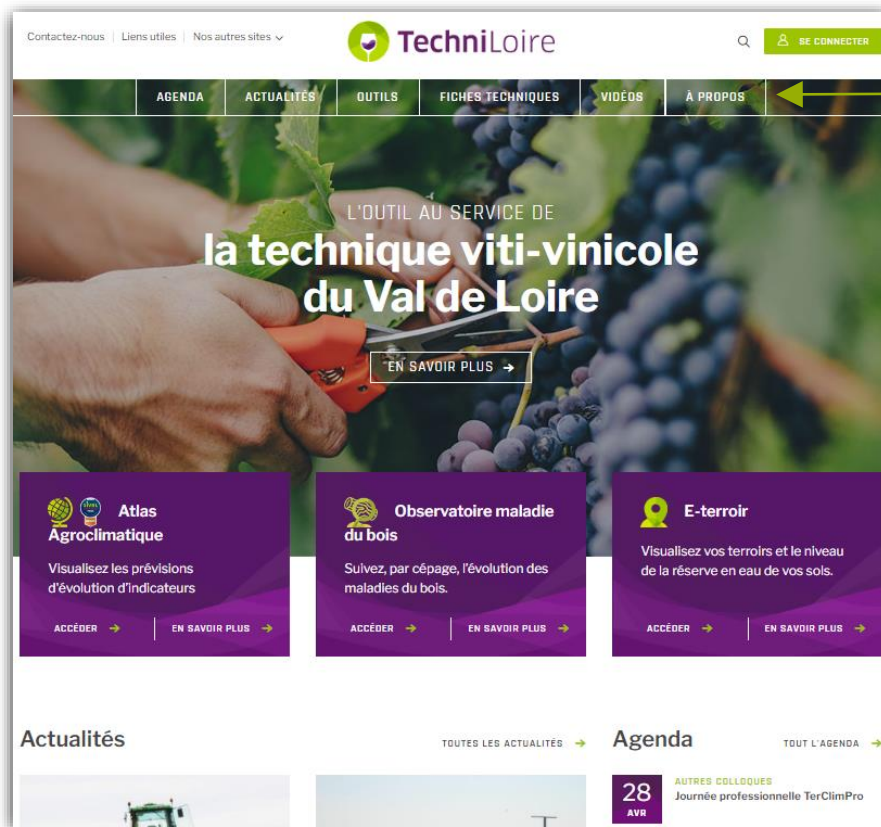 Contactez-nous | Liens utiles | Nos autres sites
TechniLoire
SE CONNECTER
AGENDA
ACTUALITÉS
OUTILS
FICHES TECHNIQUES
VIDÉOS
À PROPOS
L'OUTIL AU SERVICE DE
la technique viti-vinicole
du Val de Loire
EN SAVOIR PLUS →
Atlas
Agroclimatique
Visualisez les prévisions
d'évolution d'indicateurs
ACCÉDER → | EN SAVOIR PLUS →
Observatoire maladie
du bois
Suivez, par cépage, l'évolution des
maladies du bois.
ACCÉDER → | EN SAVOIR PLUS →
E-terroir
Visualisez vos terroirs et le niveau
de la réserve en eau de vos sols.
ACCÉDER → | EN SAVOIR PLUS →
Actualités
TOUTES LES ACTUALITÉS →
Agenda
TOUT L'AGENDA →
28
AVR
AUTRES COLLOQUES
Journée professionnelle TerClimPro